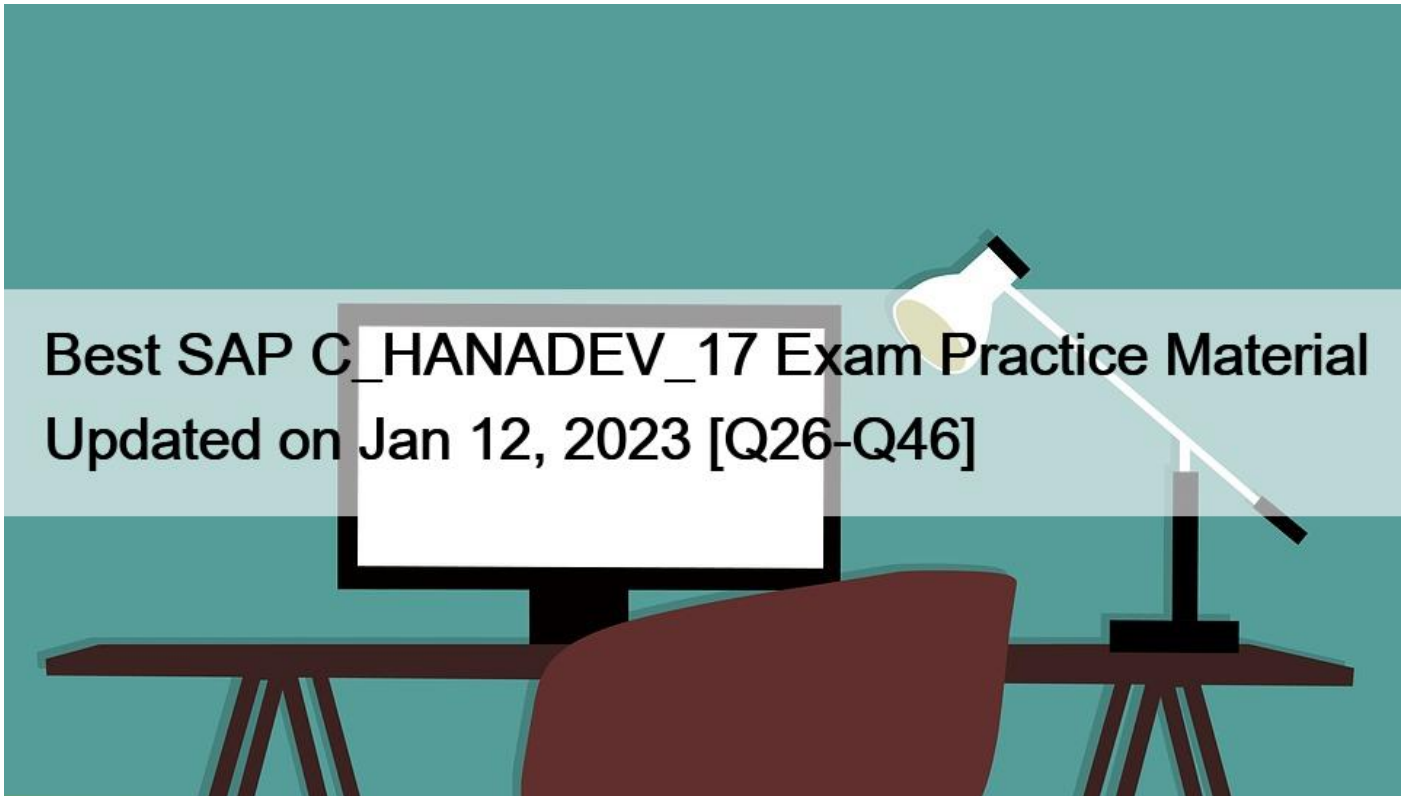 Best SAP C_HANADEV_17 Exam Practice Material
Updated on Jan 12, 2023 [Q26-Q46]